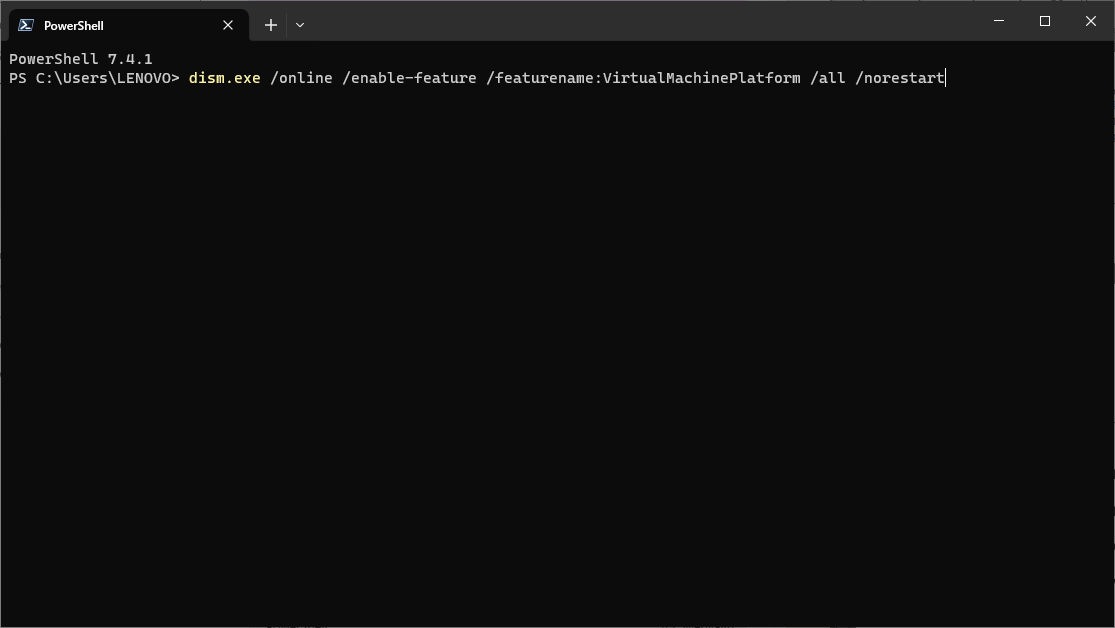 PowerShell
PowerShell 7.4.1
PS C:\Users\LENOVO> dism.exe /online /enable-feature /featurename:VirtualMachinePlatform /all /norestart